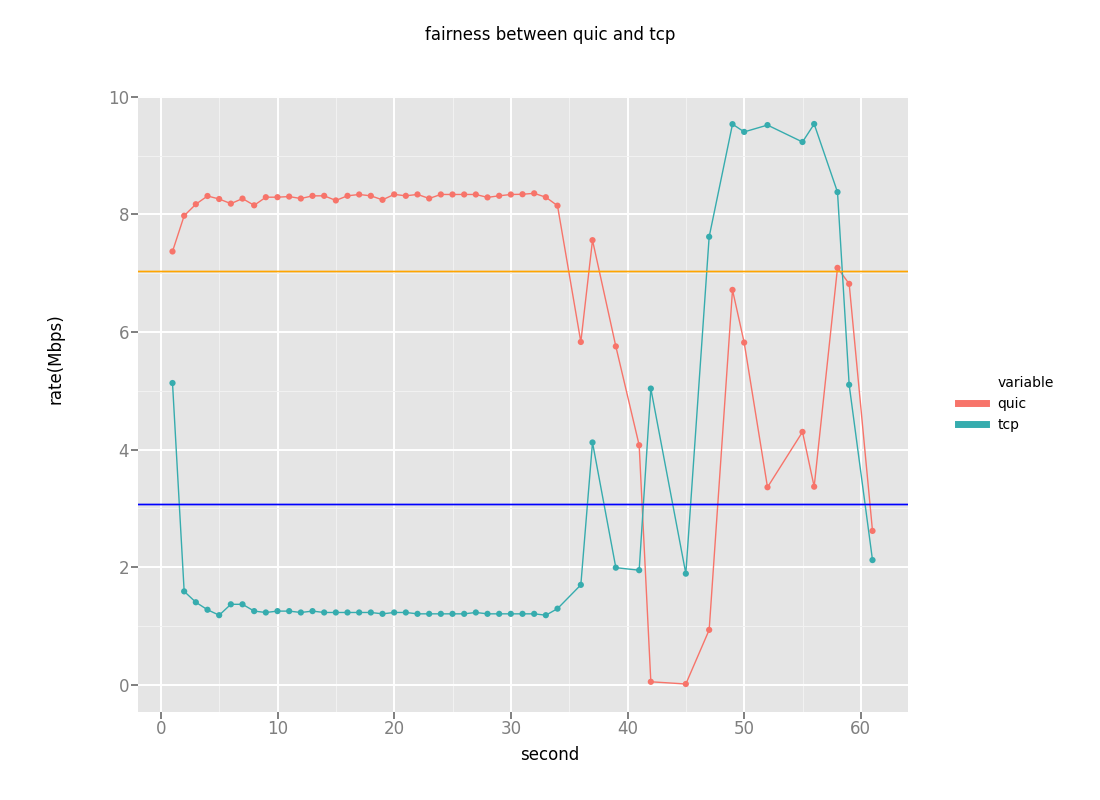 fairness between quic and tcp
10
8
6
4
2
0
rate(Mbps)
0 10 20 30 40 50 60
second
variable
quic
tcp